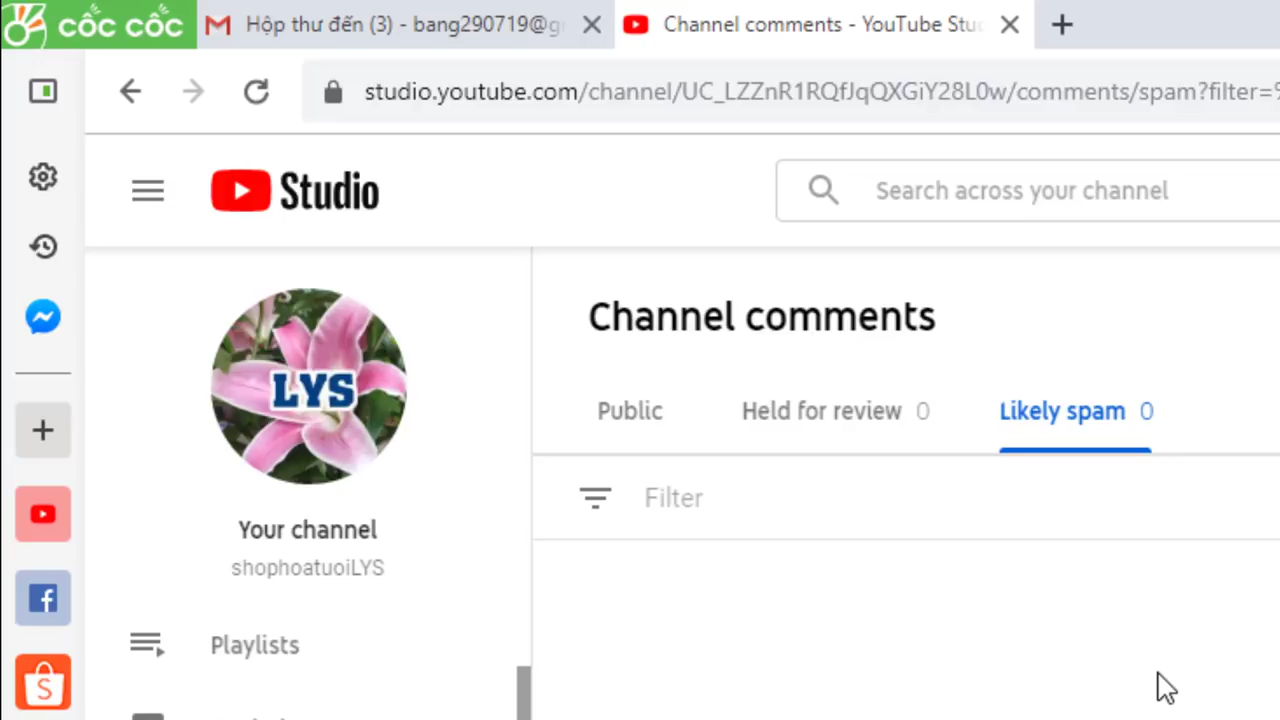 cốc cốc
Hộp thư đến (3) - bang290719@g
Channel comments - YouTube Stu
studio.youtube.com/channel/UC_LZZnR1RQfJqQXGiY28L0w/comments/spam?filter=%
Studio
Search across your channel
LYS
Channel comments
Public
Held for review 0
Likely spam 0
Filter
Your channel
shophoatuoiLYS
Playlists